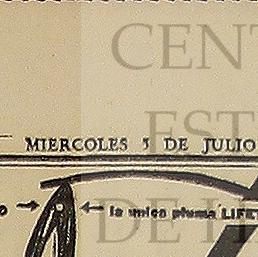 CENT
EST
MIERCOLES 5 DE JULIO
DE H
la unica pluma LIFET